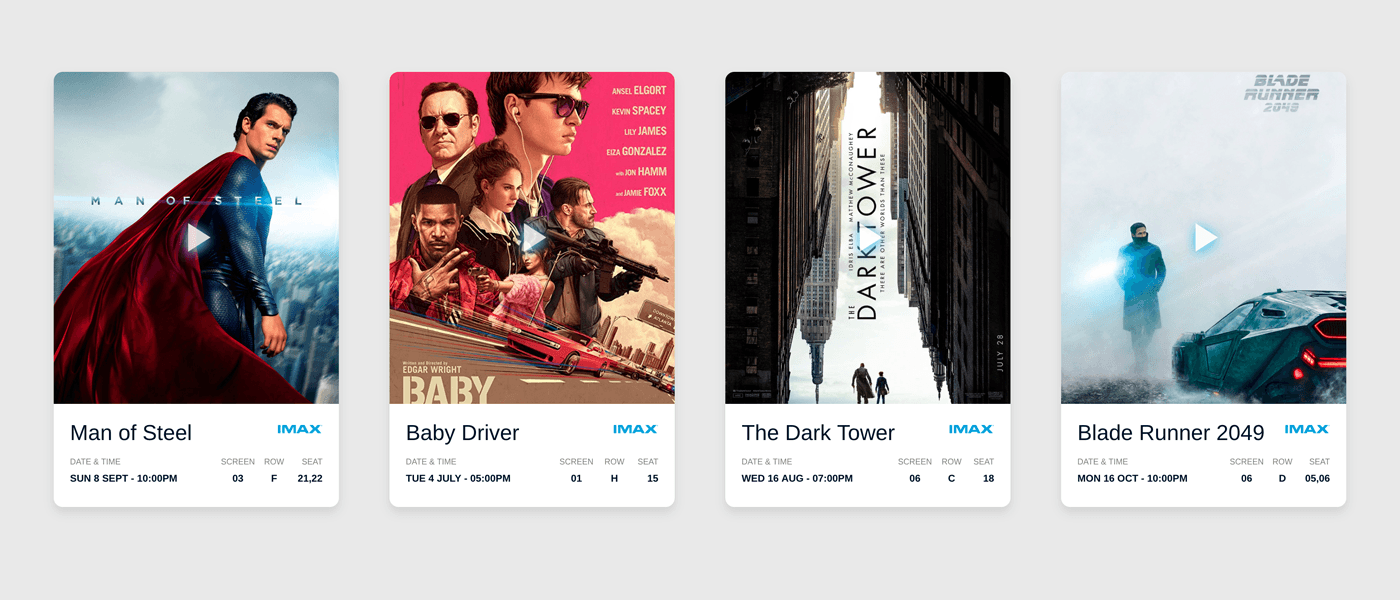 MAN OF STEEL
Man of Steel
IMAX
DATE & TIME SCREEN ROW SEAT
SUN 8 SEPT - 10:00PM 03 F 21,22
ANSEL ELGORT
KEVIN SPACEY
LILY JAMES
EIZA GONZALEZ
with JON HAMM
and JAMIE FOXX
DOWNTOWN
ATLANTA
Written and Directed by
EDGAR WRIGHT
BABY
Baby Driver
IMAX
DATE & TIME SCREEN ROW SEAT
TUE 4 JULY - 05:00PM 01 H 15
IDRIS ELBA MATTHEW McCONAUGHEY
THE
DARK TOWER
THERE ARE OTHER WORLDS THAN THESE
JULY 28
The Dark Tower
IMAX
DATE & TIME SCREEN ROW SEAT
WED 16 AUG - 07:00PM 06 C 18
BLADE
RUNNER
2049
Blade Runner 2049
IMAX
DATE & TIME SCREEN ROW SEAT
MON 16 OCT - 10:00PM 06 D 05,06